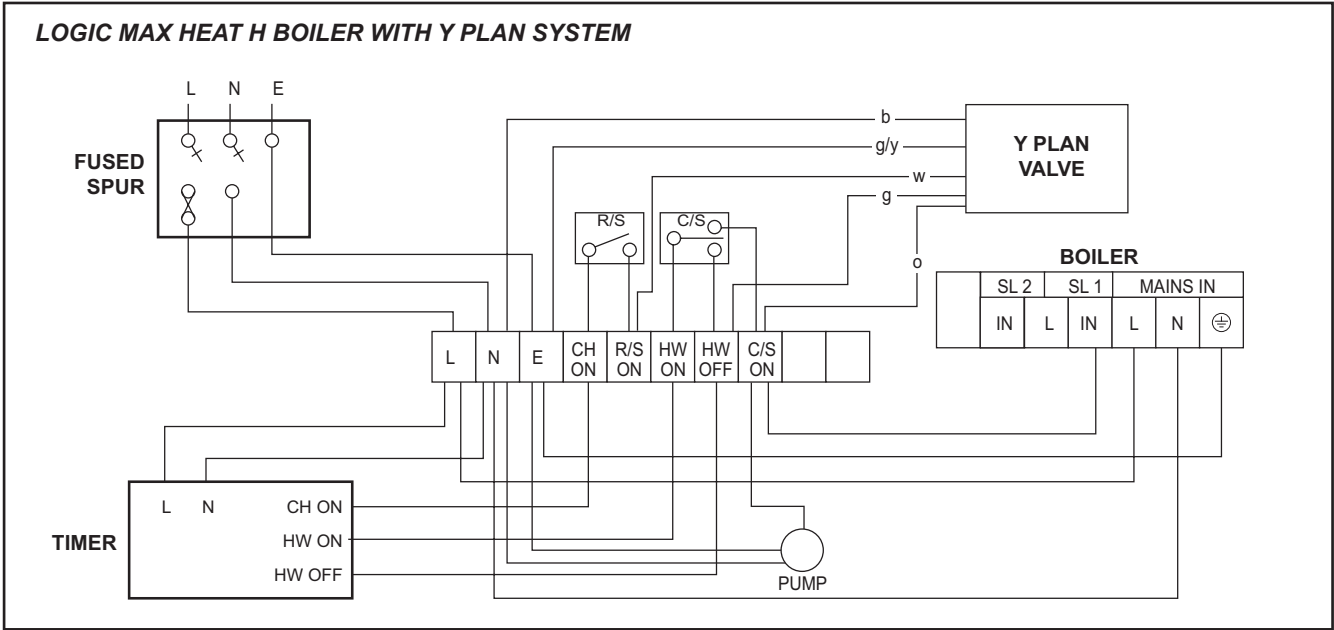 LOGIC MAX HEAT H BOILER WITH Y PLAN SYSTEM
L N E
FUSED
SPUR
b
g/y
w
g
o
Y PLAN
VALVE
R/S
C/S
BOILER
SL 2 SL 1 MAINS IN
IN L IN L N
L N E CH ON R/S ON HW ON HW OFF C/S ON
TIMER
L N
CH ON
HW ON
HW OFF
PUMP